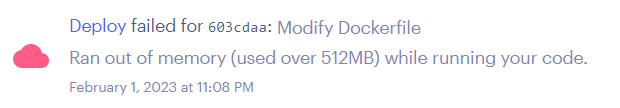 Deploy failed for 603cdaa: Modify Dockerfile
Ran out of memory (used over 512MB) while running your code.
February 1, 2023 at 11:08 PM